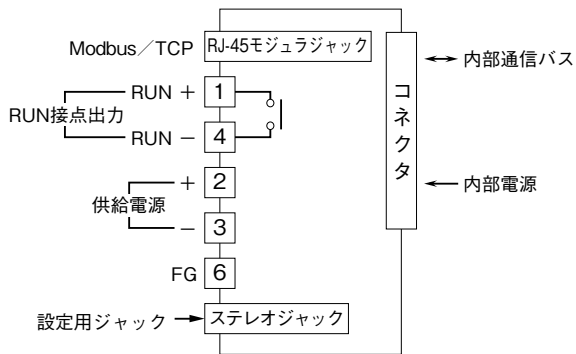 Modbus／TCP RJ-45モジュラジャック
内部通信バス
RUN + 1
RUN接点出力
RUN − 4
コネクタ
+ 2
供給電源
− 3
内部電源
FG 6
設定用ジャック ステレオジャック